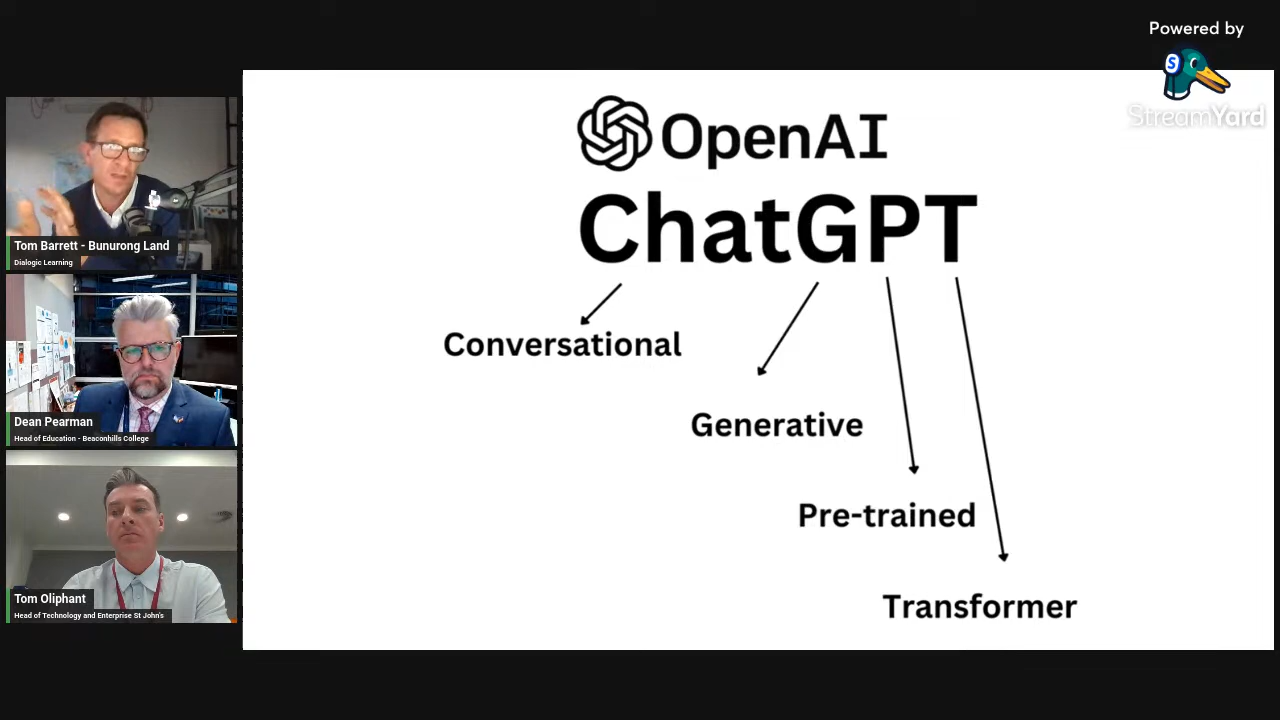 Powered by
S
StreamYard
OpenAI
ChatGPT
Conversational
Generative
Pre-trained
Transformer
Tom Barrett - Bunurong Land
Dialogic Learning
Dean Pearman
Head of Education - Beaconhills College
Tom Oliphant
Head of Technology and Enterprise St John's